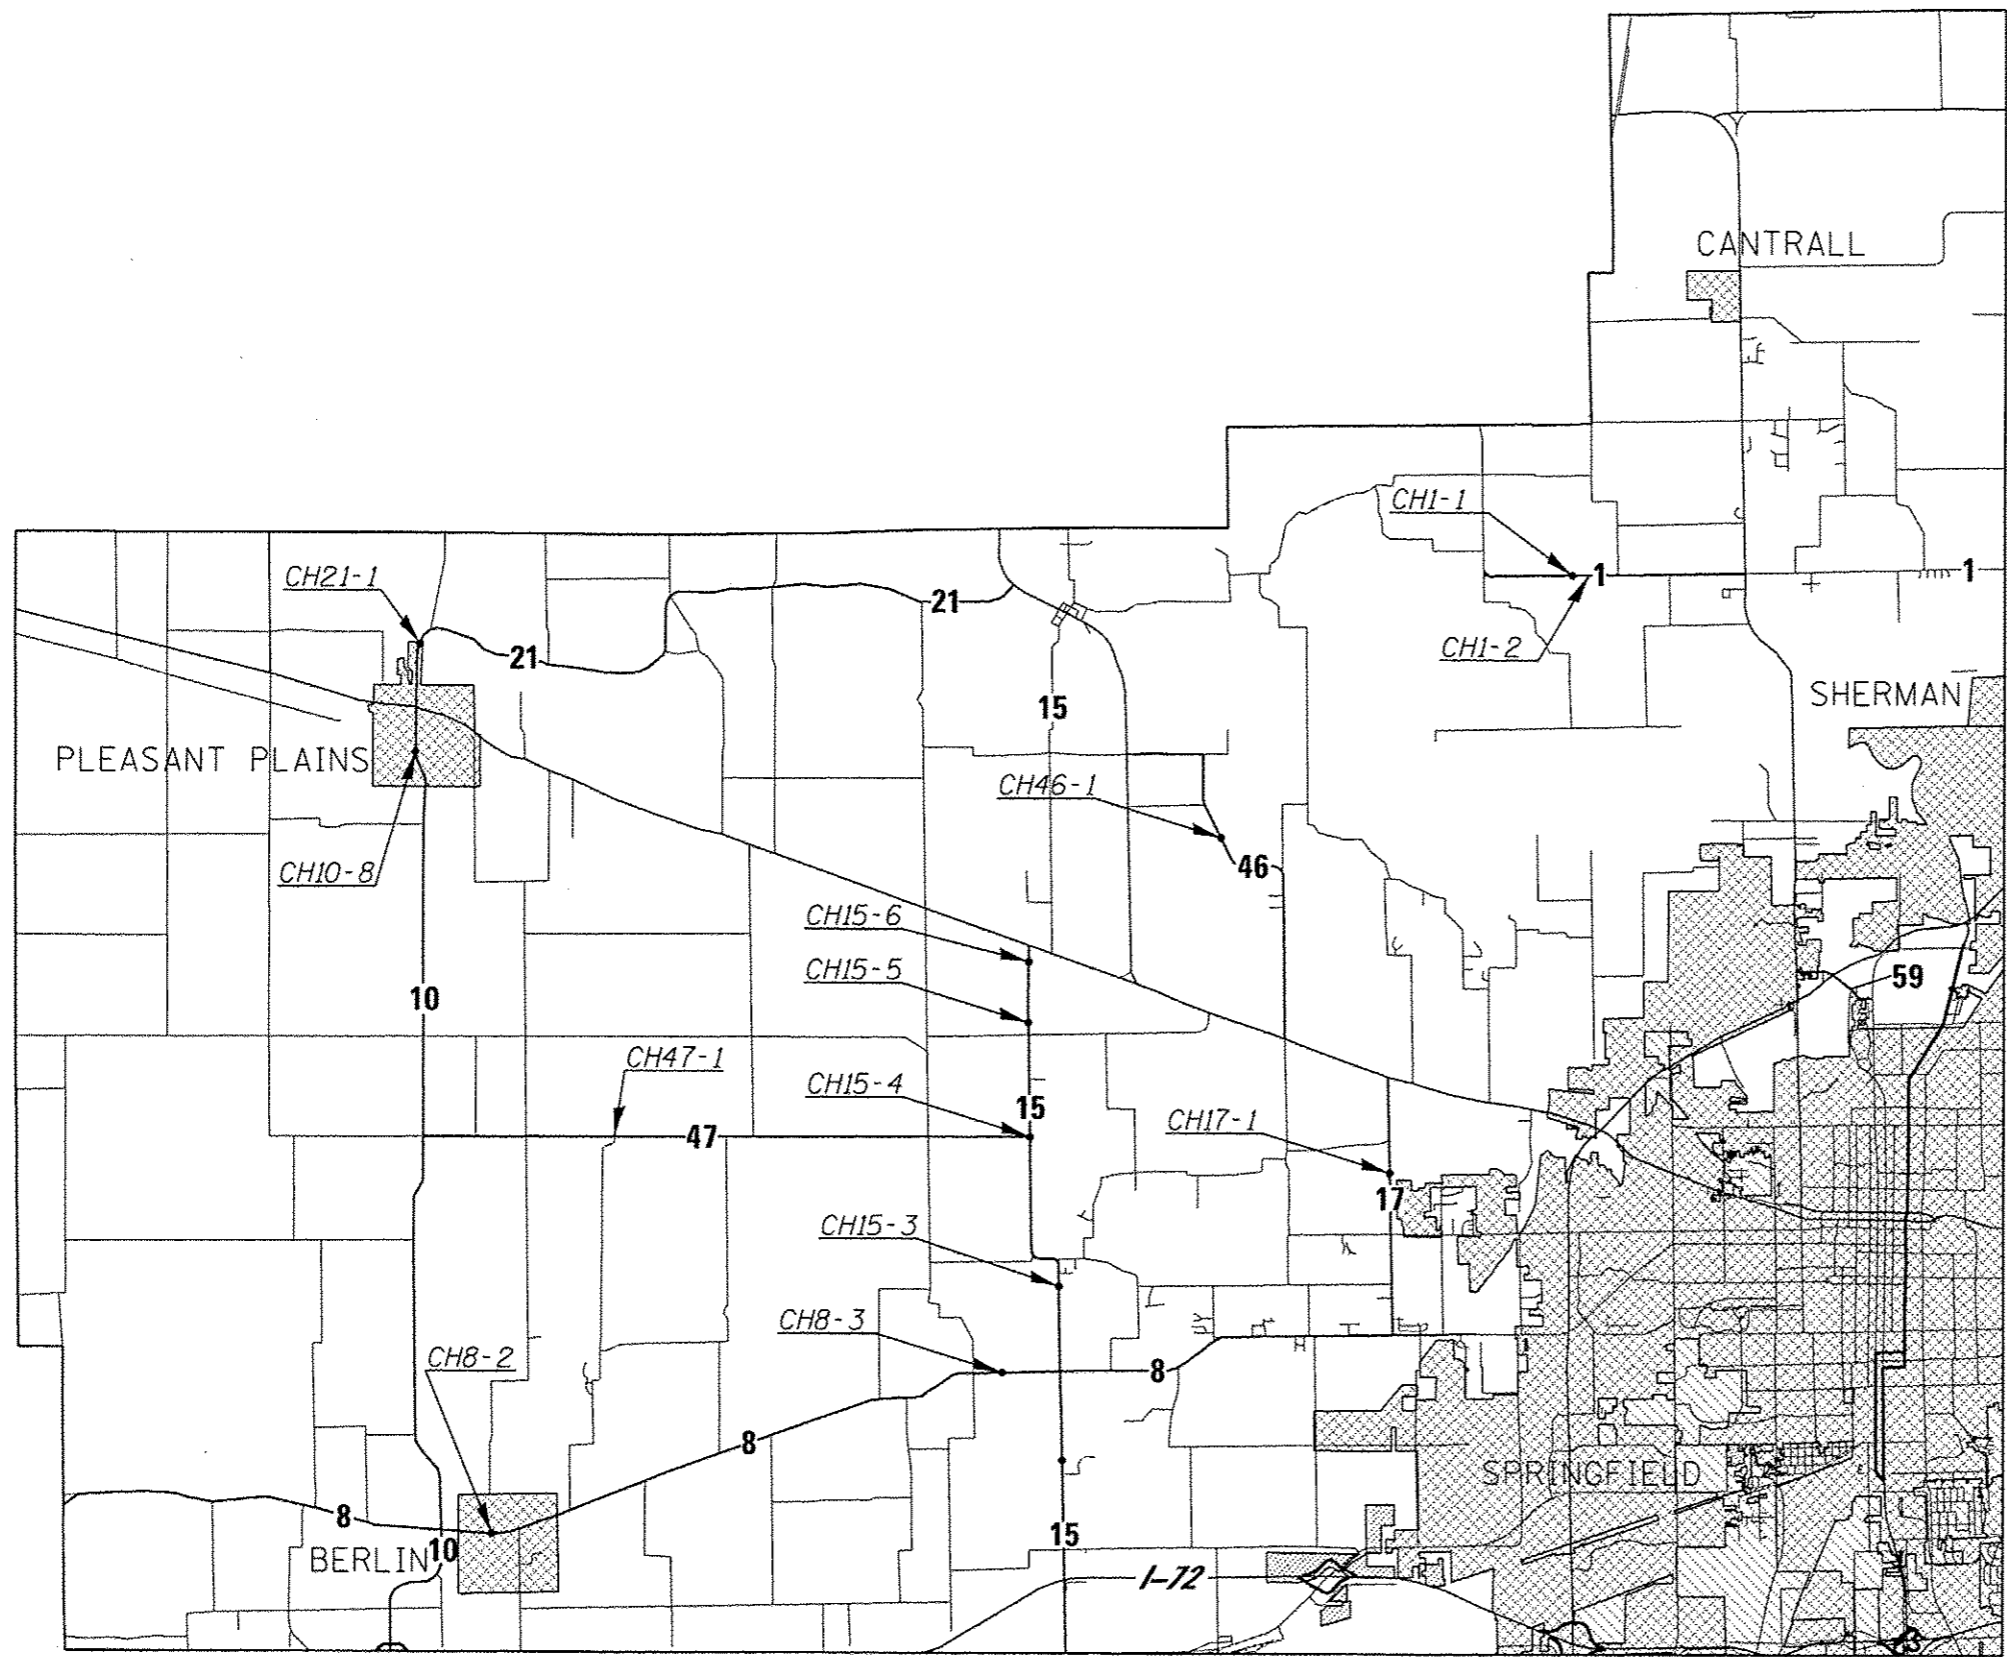 CANTRALL
CH1-1
1
1
CH21-1
21
21
CH1-2
SHERMAN
15
PLEASANT PLAINS
CH46-1
46
CH10-8
CH15-6
CH15-5
59
10
CH47-1
CH15-4
15
CH17-1
47
17
CH15-3
CH8-3
CH8-2
8
8
SPRINGFIELD
8
15
BERLIN
10
I-72